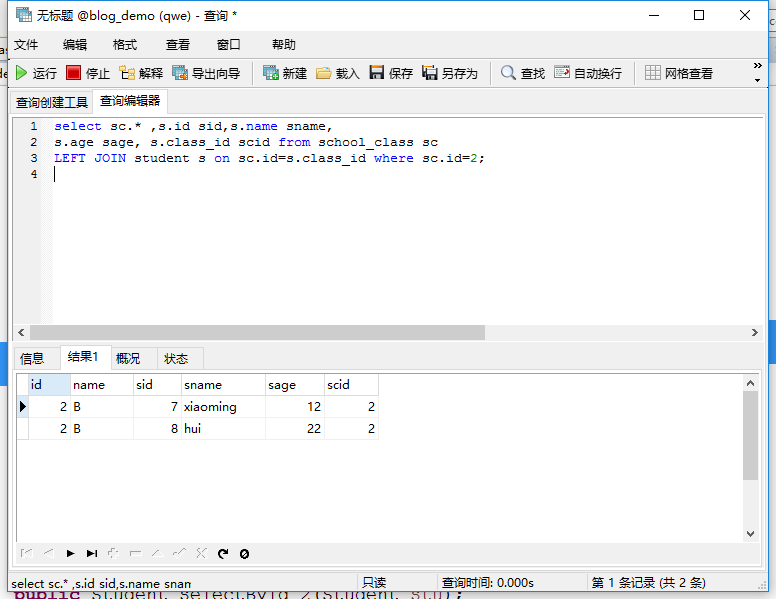 无标题 @blog_demo (qwe) - 查询 *
文件 编辑 格式 查看 窗口 帮助
运行 停止 解释 导出向导 新建 载入 保存 另存为 查找 自动换行 网格查看 »
查询创建工具 查询编辑器
1 select sc.* ,s.id sid,s.name sname,
2 s.age sage, s.class_id scid from school_class sc
3 LEFT JOIN student s on sc.id=s.class_id where sc.id=2;
4
信息 结果1 概况 状态
id name sid sname sage scid
2 B 7 xiaoming 12 2
2 B 8 hui 22 2
select sc.* ,s.id sid,s.name snam 只读 查询时间: 0.000s 第 1 条记录 (共 2 条)